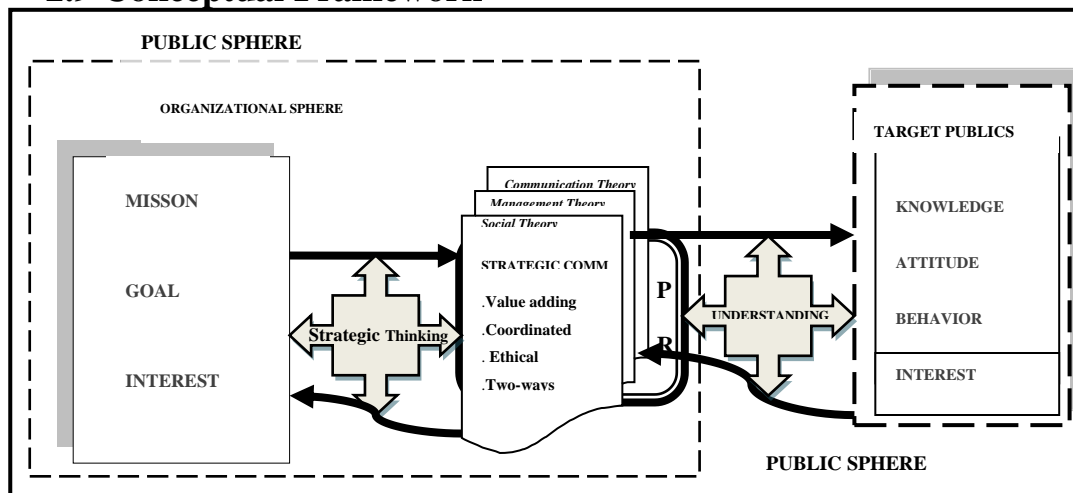 PUBLIC SPHERE
ORGANIZATIONAL SPHERE
MISSON
GOAL
INTEREST
Strategic Thinking
Communication Theory
Management Theory
Social Theory
STRATEGIC COMM
.Value adding
.Coordinated
. Ethical
.Two-ways
P
R
UNDERSTANDING
TARGET PUBLICS
KNOWLEDGE
ATTITUDE
BEHAVIOR
INTEREST
PUBLIC SPHERE